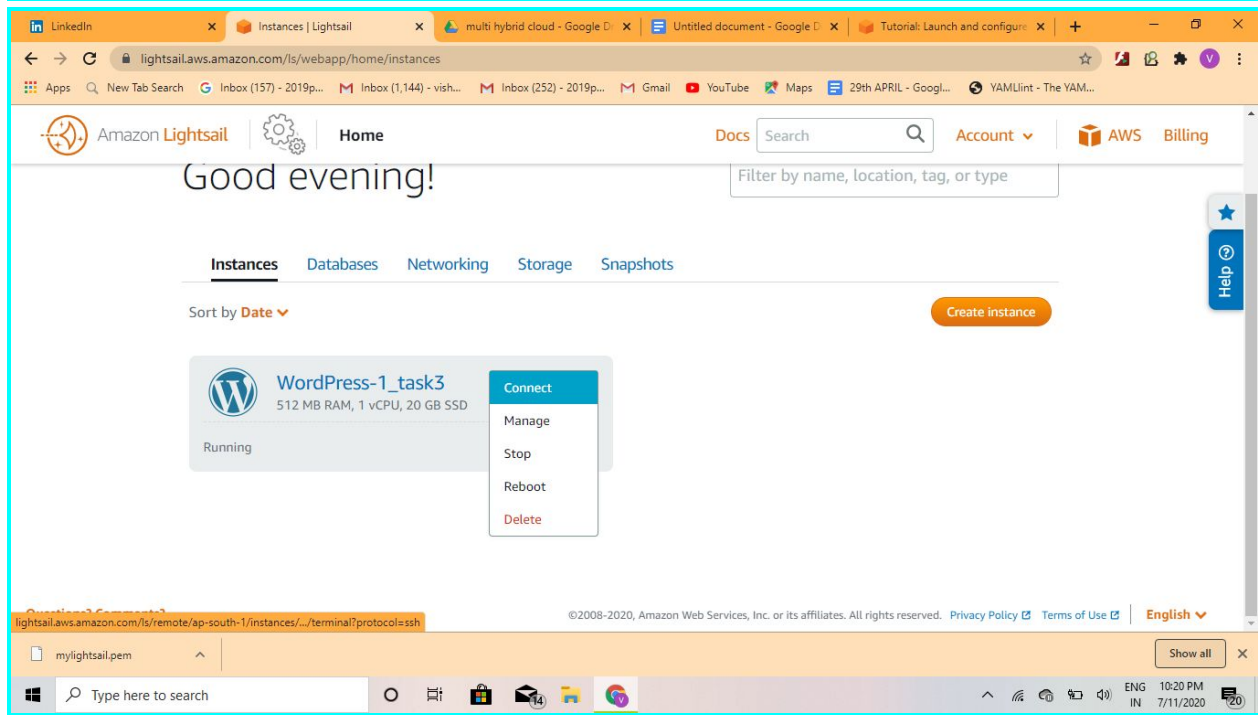 LinkedIn
Instances | Lightsail
multi hybrid cloud - Google Dr
Untitled document - Google D
Tutorial: Launch and configure
lightsail.aws.amazon.com/ls/webapp/home/instances
Apps New Tab Search Inbox (157) - 2019p... Inbox (1,144) - vish... Inbox (252) - 2019p... Gmail YouTube Maps 29th APRIL - Googl... YAMLlint - The YAM...
Amazon Lightsail Home Docs Search Account AWS Billing
Good evening!
Filter by name, location, tag, or type
Help
Instances Databases Networking Storage Snapshots
Sort by Date
Create instance
WordPress-1_task3
512 MB RAM, 1 vCPU, 20 GB SSD
Running
Connect
Manage
Stop
Reboot
Delete
Questions? Comments?
©2008-2020, Amazon Web Services, Inc. or its affiliates. All rights reserved. Privacy Policy Terms of Use English
lightsail.aws.amazon.com/ls/remote/ap-south-1/instances/.../terminal?protocol=ssh
mylightsail.pem
Show all
Type here to search
14
ENG
IN
10:20 PM
7/11/2020
20